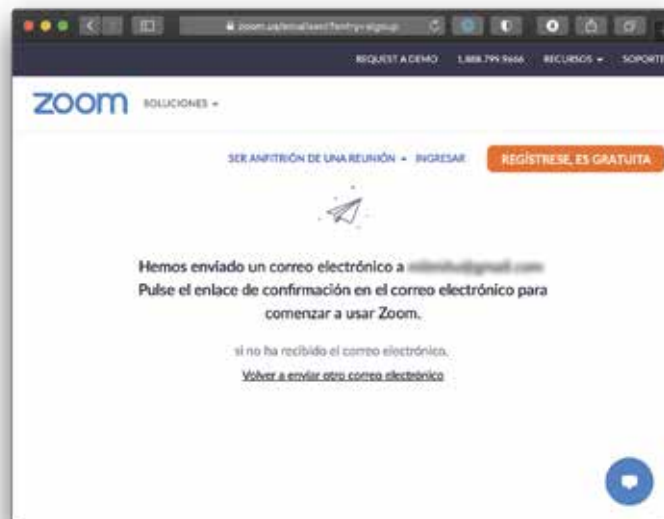 REQUEST A DEMO 1.888.799.9666 RECURSOS SOPORTE
zoom SOLUCIONES
SER ANFITRIÓN DE UNA REUNIÓN INGRESAR REGÍSTRESE, ES GRATUITA
Hemos enviado un correo electrónico a
Pulse el enlace de confirmación en el correo electrónico para
comenzar a usar Zoom.
si no ha recibido el correo electrónico,
Volver a enviar otro correo electrónico